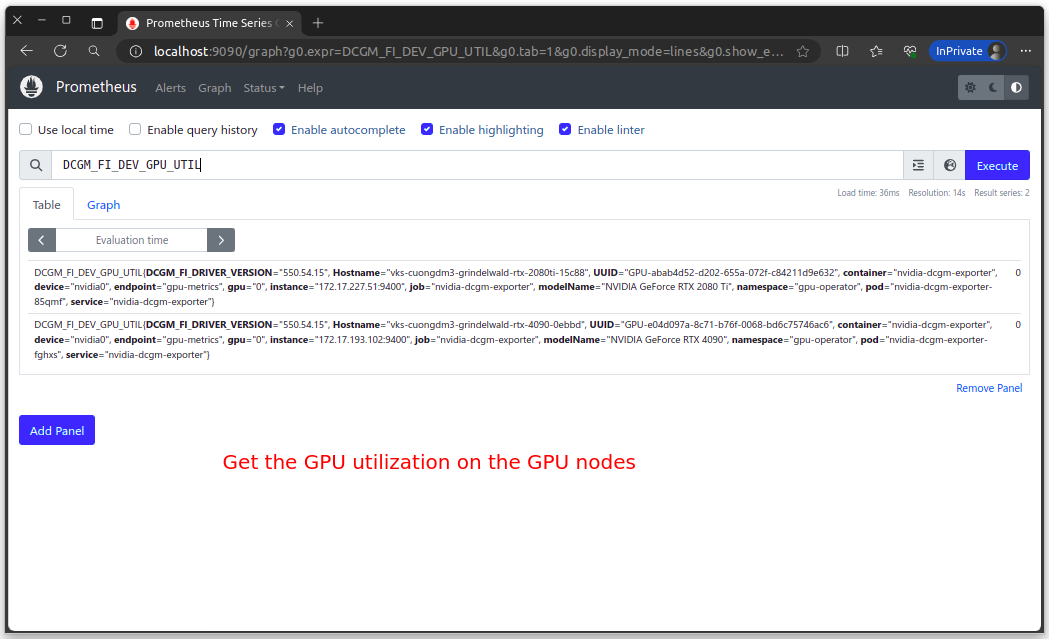 Prometheus Time Series C
localhost:9090/graph?g0.expr=DCGM_FI_DEV_GPU_UTIL&g0.tab=1&g0.display_mode=lines&g0.show_e...
InPrivate
Prometheus Alerts Graph Status Help
Use local time Enable query history Enable autocomplete Enable highlighting Enable linter
DCGM_FI_DEV_GPU_UTIL
Execute
Load time: 36ms Resolution: 14s Result series: 2
Table Graph
Evaluation time
DCGM_FI_DEV_GPU_UTIL{DCGM_FI_DRIVER_VERSION="550.54.15", Hostname="vks-cuongdm3-grindelwald-rtx-2080ti-15c88", UUID="GPU-abab4d52-d202-655a-072f-c84211d9e632", container="nvidia-dcgm-exporter", 0
device="nvidia0", endpoint="gpu-metrics", gpu="0", instance="172.17.227.51:9400", job="nvidia-dcgm-exporter", modelName="NVIDIA GeForce RTX 2080 Ti", namespace="gpu-operator", pod="nvidia-dcgm-exporter-
85qmf", service="nvidia-dcgm-exporter"}
DCGM_FI_DEV_GPU_UTIL{DCGM_FI_DRIVER_VERSION="550.54.15", Hostname="vks-cuongdm3-grindelwald-rtx-4090-0ebbd", UUID="GPU-e04d097a-8c71-b76f-0068-bd6c75746ac6", container="nvidia-dcgm-exporter", 0
device="nvidia0", endpoint="gpu-metrics", gpu="0", instance="172.17.193.102:9400", job="nvidia-dcgm-exporter", modelName="NVIDIA GeForce RTX 4090", namespace="gpu-operator", pod="nvidia-dcgm-exporter-
fghxs", service="nvidia-dcgm-exporter"}
Remove Panel
Add Panel
Get the GPU utilization on the GPU nodes